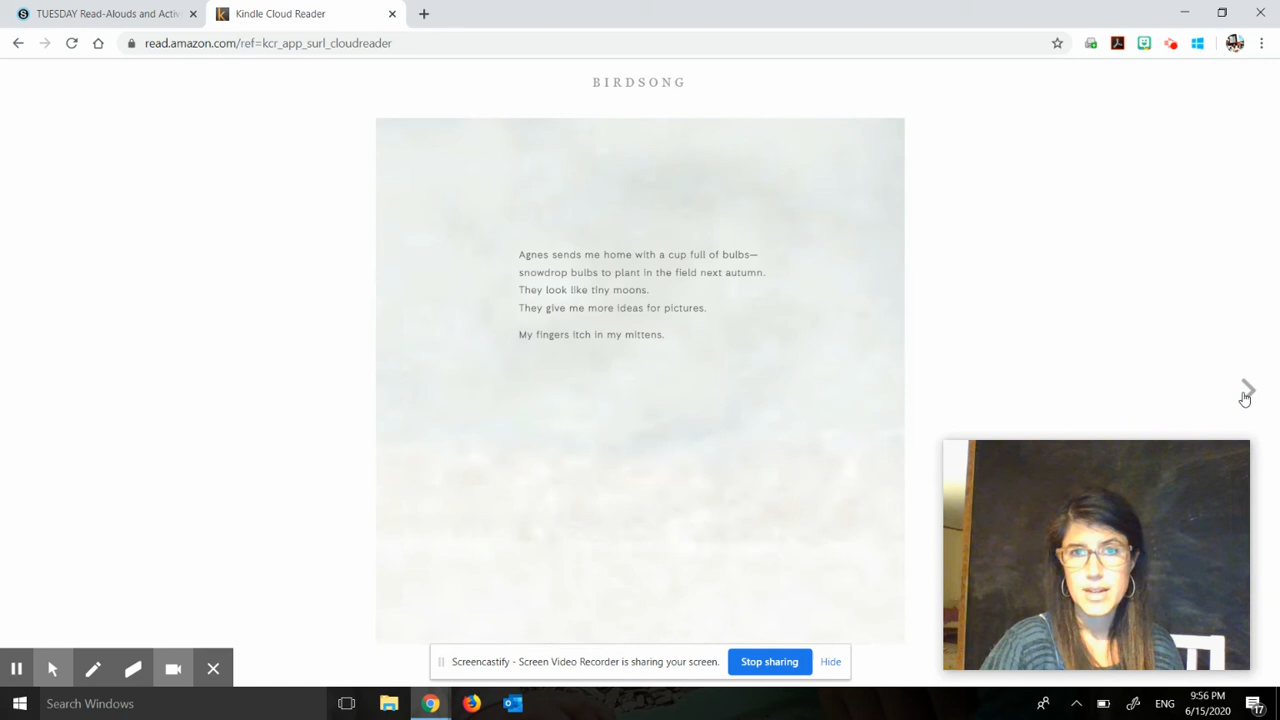 TUESDAY Read-Alouds and Activi
Kindle Cloud Reader
read.amazon.com/ref=kcr_app_surl_cloudreader
BIRDSONG
Agnes sends me home with a cup full of bulbs—
snowdrop bulbs to plant in the field next autumn.
They look like tiny moons.
They give me more ideas for pictures.
My fingers itch in my mittens.
Screencastify - Screen Video Recorder is sharing your screen.
Stop sharing
Hide
Search Windows
ENG
9:56 PM
6/15/2020
17